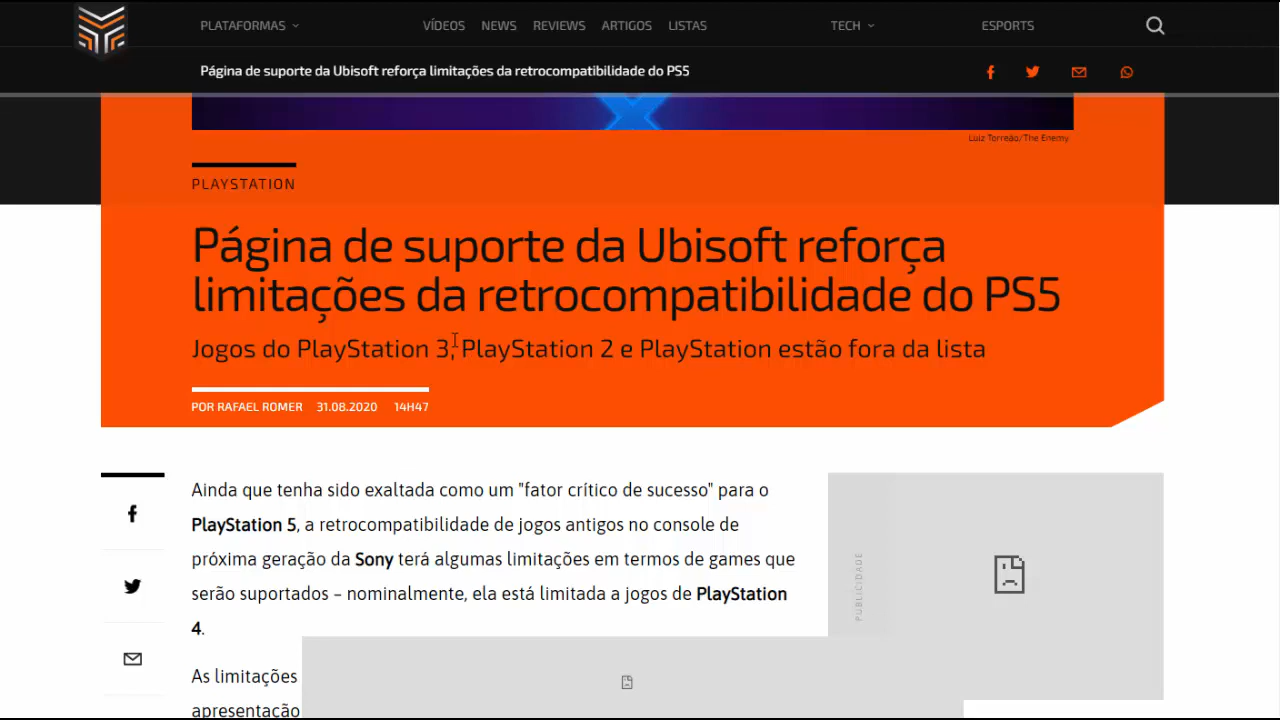 PLATAFORMAS VÍDEOS NEWS REVIEWS ARTIGOS LISTAS TECH ESPORTS
Página de suporte da Ubisoft reforça limitações da retrocompatibilidade do PS5
Luiz Torreão/The Enemy
PLAYSTATION
Página de suporte da Ubisoft reforça
limitações da retrocompatibilidade do PS5
Jogos do PlayStation 3, PlayStation 2 e PlayStation estão fora da lista
POR RAFAEL ROMER 31.08.2020 14H47
Ainda que tenha sido exaltada como um "fator crítico de sucesso" para o
PlayStation 5, a retrocompatibilidade de jogos antigos no console de
próxima geração da Sony terá algumas limitações em termos de games que
serão suportados – nominalmente, ela está limitada a jogos de PlayStation
4.
As limitações
apresentação
PUBLICIDADE